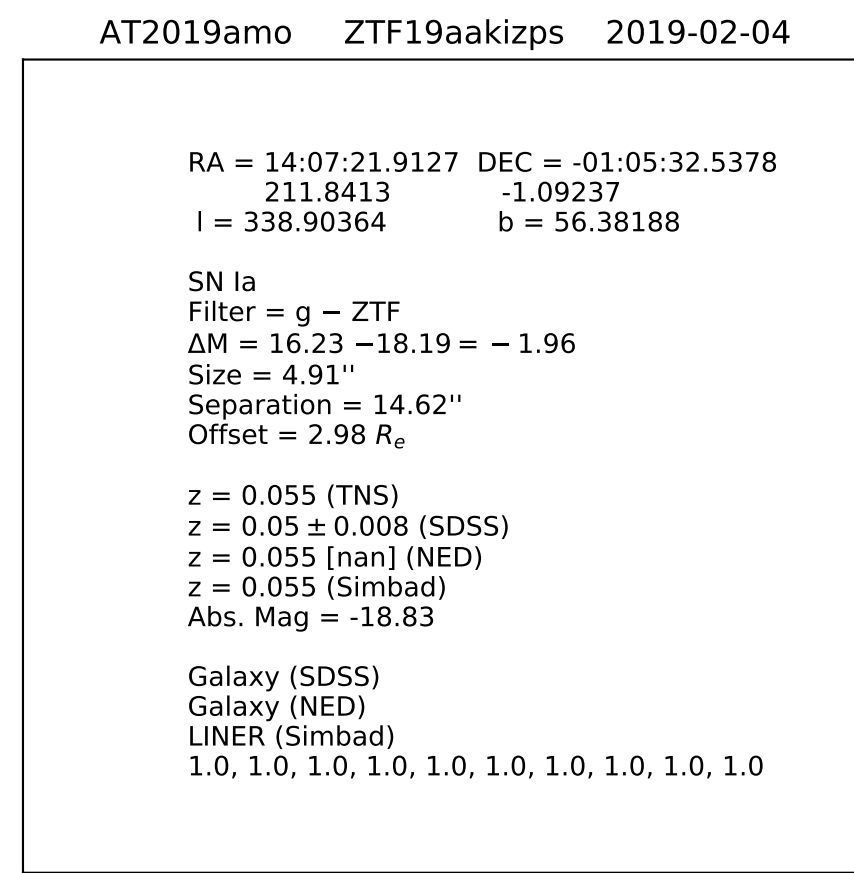 AT2019amo ZTF19aakizps 2019-02-04
RA = 14:07:21.9127 DEC = -01:05:32.5378
211.8413 -1.09237
l = 338.90364 b = 56.38188
SN Ia
Filter = g − ZTF
ΔM = 16.23 −18.19 = − 1.96
Size = 4.91''
Separation = 14.62''
Offset = 2.98 Rₑ
z = 0.055 (TNS)
z = 0.05 ± 0.008 (SDSS)
z = 0.055 [nan] (NED)
z = 0.055 (Simbad)
Abs. Mag = -18.83
Galaxy (SDSS)
Galaxy (NED)
LINER (Simbad)
1.0, 1.0, 1.0, 1.0, 1.0, 1.0, 1.0, 1.0, 1.0, 1.0